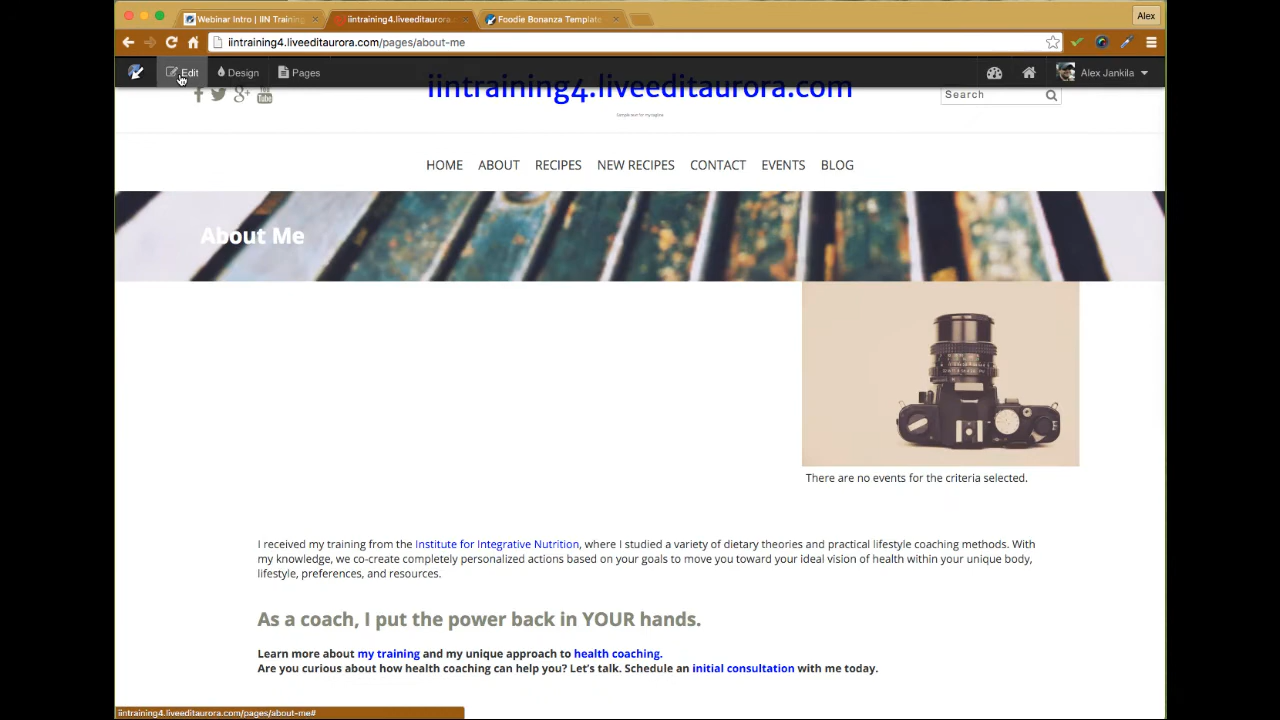 Webinar Intro | IIN Training
iintraining4.liveeditaurora.c
Foodie Bonanza Template
Alex
iintraining4.liveeditaurora.com/pages/about-me
Edit
Design
Pages
Alex Jankila
iintraining4.liveeditaurora.com
Search
HOME ABOUT RECIPES NEW RECIPES CONTACT EVENTS BLOG
About Me
There are no events for the criteria selected.
I received my training from the Institute for Integrative Nutrition, where I studied a variety of dietary theories and practical lifestyle coaching methods. With
my knowledge, we co-create completely personalized actions based on your goals to move you toward your ideal vision of health within your unique body,
lifestyle, preferences, and resources.
As a coach, I put the power back in YOUR hands.
Learn more about my training and my unique approach to health coaching.
Are you curious about how health coaching can help you? Let's talk. Schedule an initial consultation with me today.
iintraining4.liveeditaurora.com/pages/about-me#